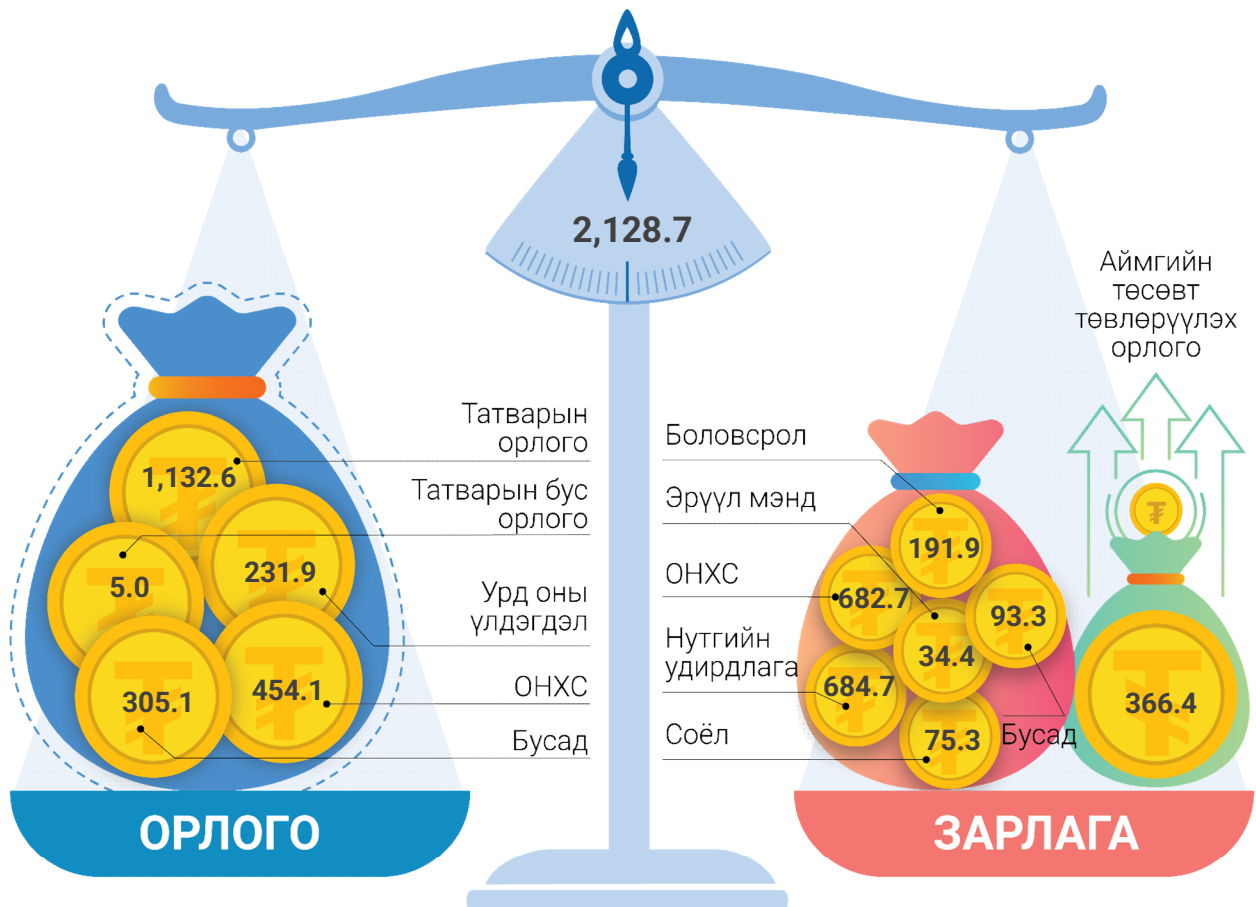 2,128.7
Аймгийн
төсөвт
төвлөрүүлэх
орлого
Татварын
орлого
1,132.6
Татварын бус
орлого
5.0
231.9
Урд оны
үлдэгдэл
305.1
454.1
ОНХС
Бусад
Боловсрол
191.9
Эрүүл мэнд
ОНХС
682.7
93.3
Нутгийн
удирдлага
34.4
684.7
366.4
Соёл
75.3
Бусад
ОРЛОГО
ЗАРЛАГА